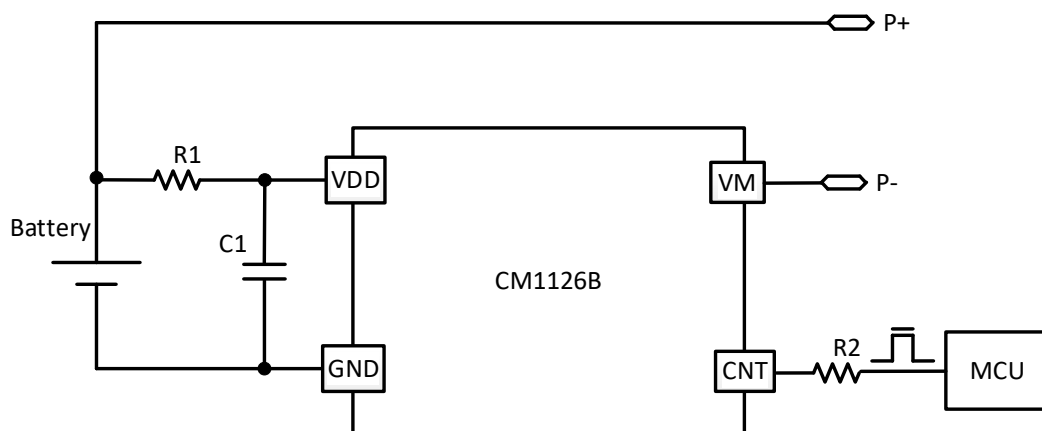 P+
R1
VDD
VM
P-
Battery
C1
CM1126B
R2
GND
CNT
MCU